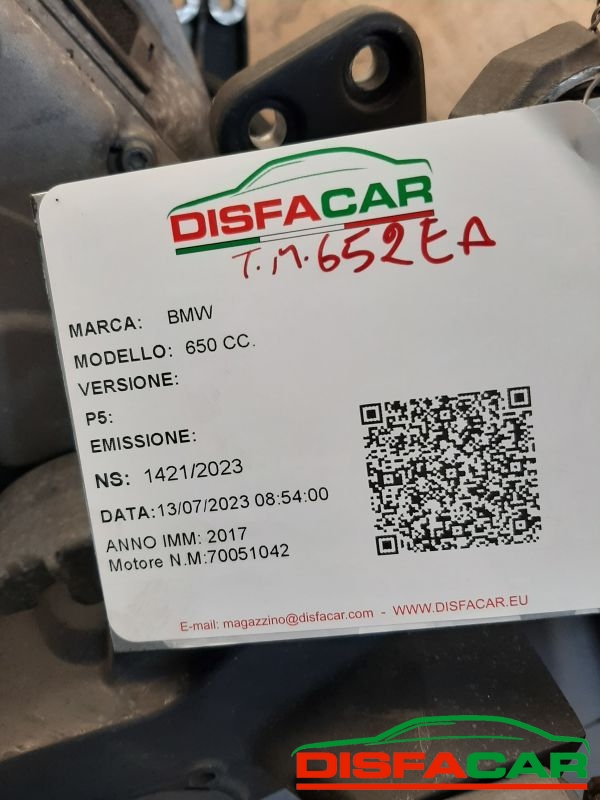 DISFACAR
T.M.652EA
MARCA: BMW
MODELLO: 650 CC.
VERSIONE:
P5:
EMISSIONE:
NS: 1421/2023
DATA:13/07/2023 08:54:00
ANNO IMM: 2017
Motore N.M:70051042
E-mail: magazzino@disfacar.com - WWW.DISFACAR.EU
DISFACAR